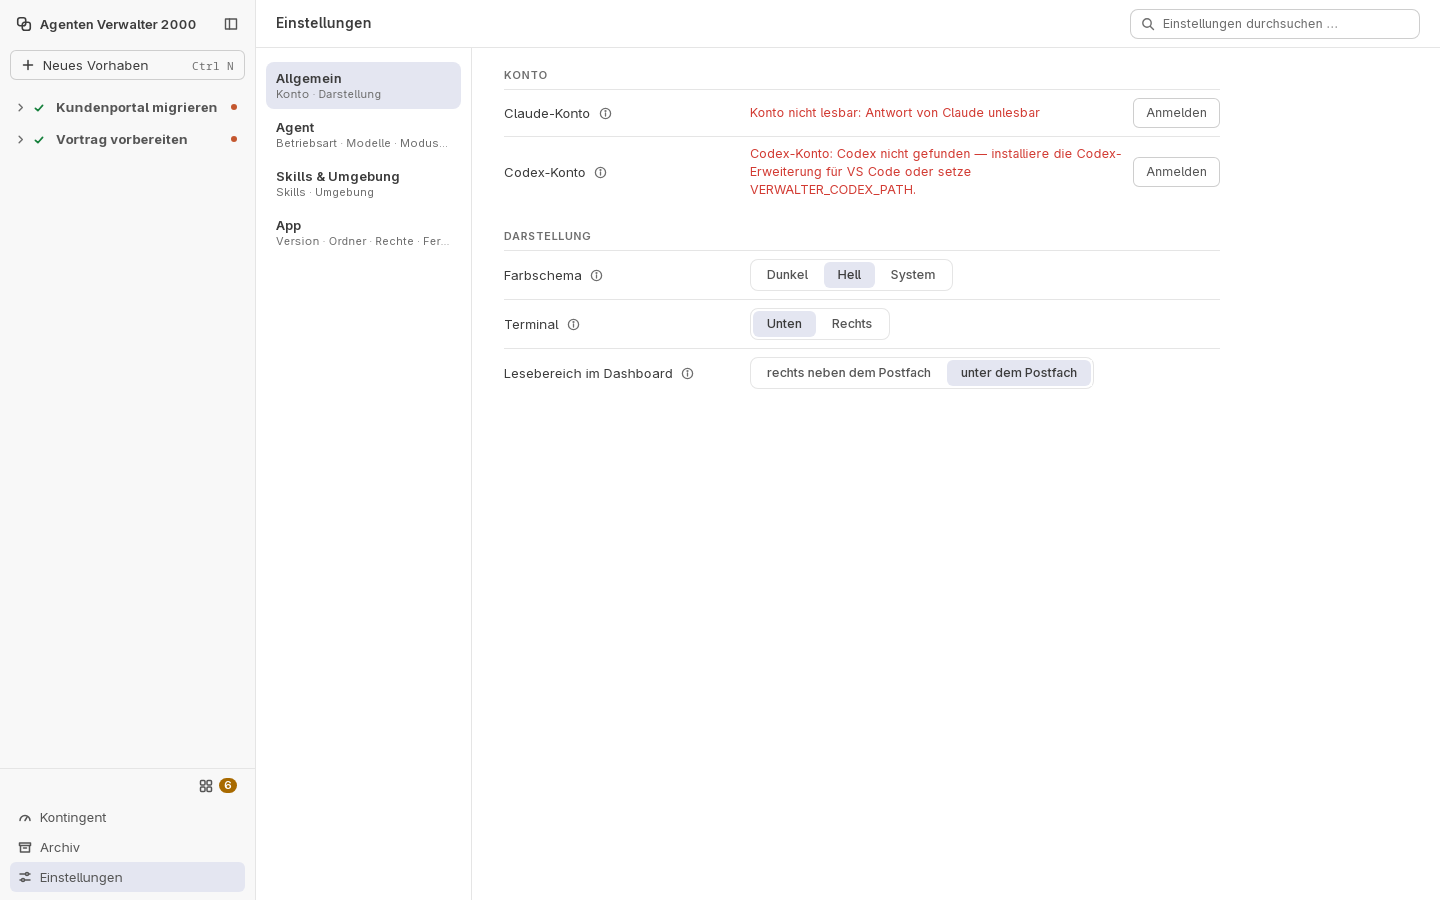 Agenten Verwalter 2000
Neues Vorhaben Ctrl N
Kundenportal migrieren
Vortrag vorbereiten
6
Kontingent
Archiv
Einstellungen
Einstellungen
Einstellungen durchsuchen …
Allgemein
Konto · Darstellung
Agent
Betriebsart · Modelle · Modus…
Skills & Umgebung
Skills · Umgebung
App
Version · Ordner · Rechte · Fer…
KONTO
Claude-Konto Konto nicht lesbar: Antwort von Claude unlesbar Anmelden
Codex-Konto Codex-Konto: Codex nicht gefunden — installiere die Codex-
Erweiterung für VS Code oder setze
VERWALTER_CODEX_PATH. Anmelden
DARSTELLUNG
Farbschema Dunkel Hell System
Terminal Unten Rechts
Lesebereich im Dashboard rechts neben dem Postfach unter dem Postfach